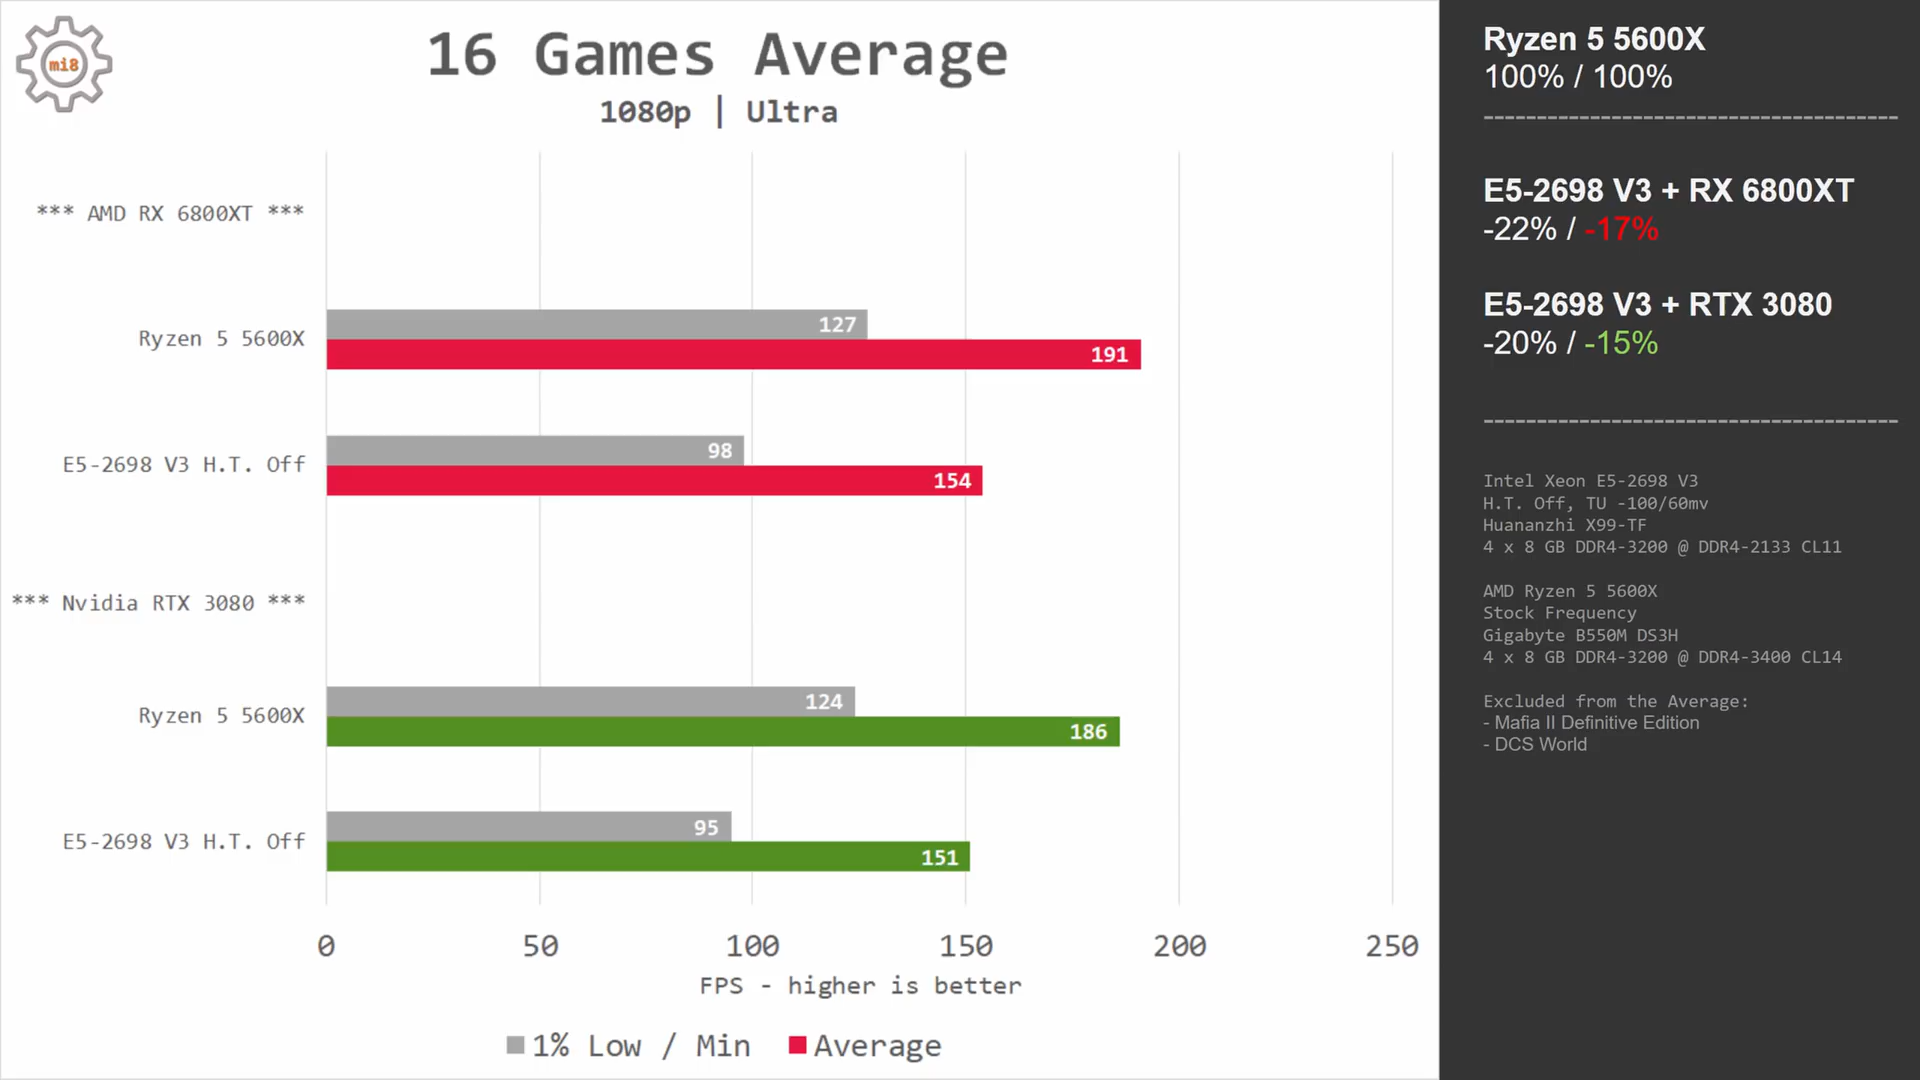 mi8
16 Games Average
1080p | Ultra
*** AMD RX 6800XT ***
Ryzen 5 5600X
127
191
E5-2698 V3 H.T. Off
98
154
*** Nvidia RTX 3080 ***
Ryzen 5 5600X
124
186
E5-2698 V3 H.T. Off
95
151
0 50 100 150 200 250
FPS - higher is better
1% Low / Min Average
Ryzen 5 5600X
100% / 100%
------------------------------------
E5-2698 V3 + RX 6800XT
-22% / -17%
E5-2698 V3 + RTX 3080
-20% / -15%
------------------------------------
Intel Xeon E5-2698 V3
H.T. Off, TU -100/60mv
Huananzhi X99-TF
4 x 8 GB DDR4-3200 @ DDR4-2133 CL11
AMD Ryzen 5 5600X
Stock Frequency
Gigabyte B550M DS3H
4 x 8 GB DDR4-3200 @ DDR4-3400 CL14
Excluded from the Average:
- Mafia II Definitive Edition
- DCS World